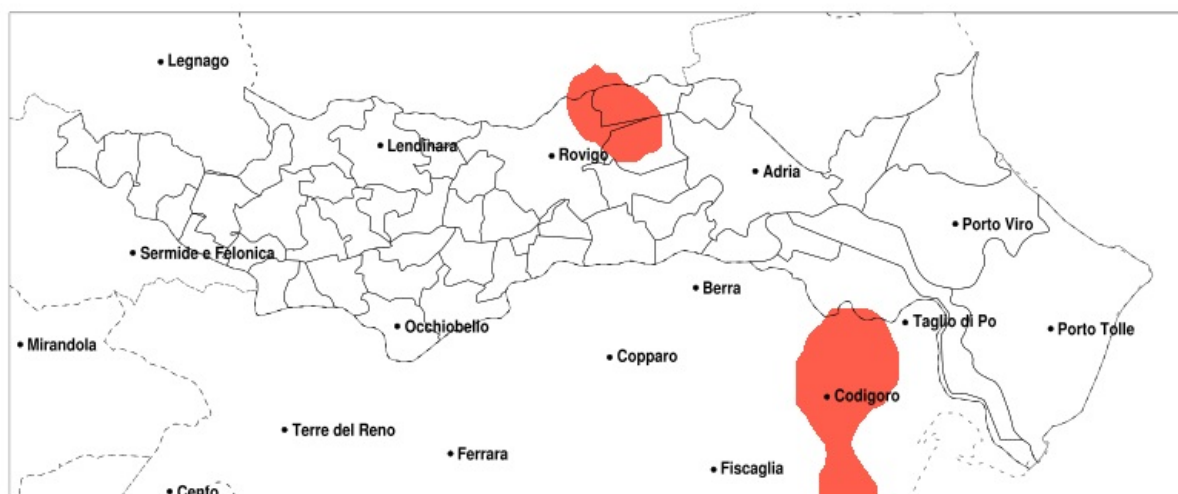 Legnago
Lendinara
Rovigo
Adria
Porto Viro
Sermide e Felonica
Berra
Taglio di Po
Occhiobello
Porto Tolle
Mirandola
Copparo
Codigoro
Terre del Reno
Ferrara
Fiscaglia
Cento